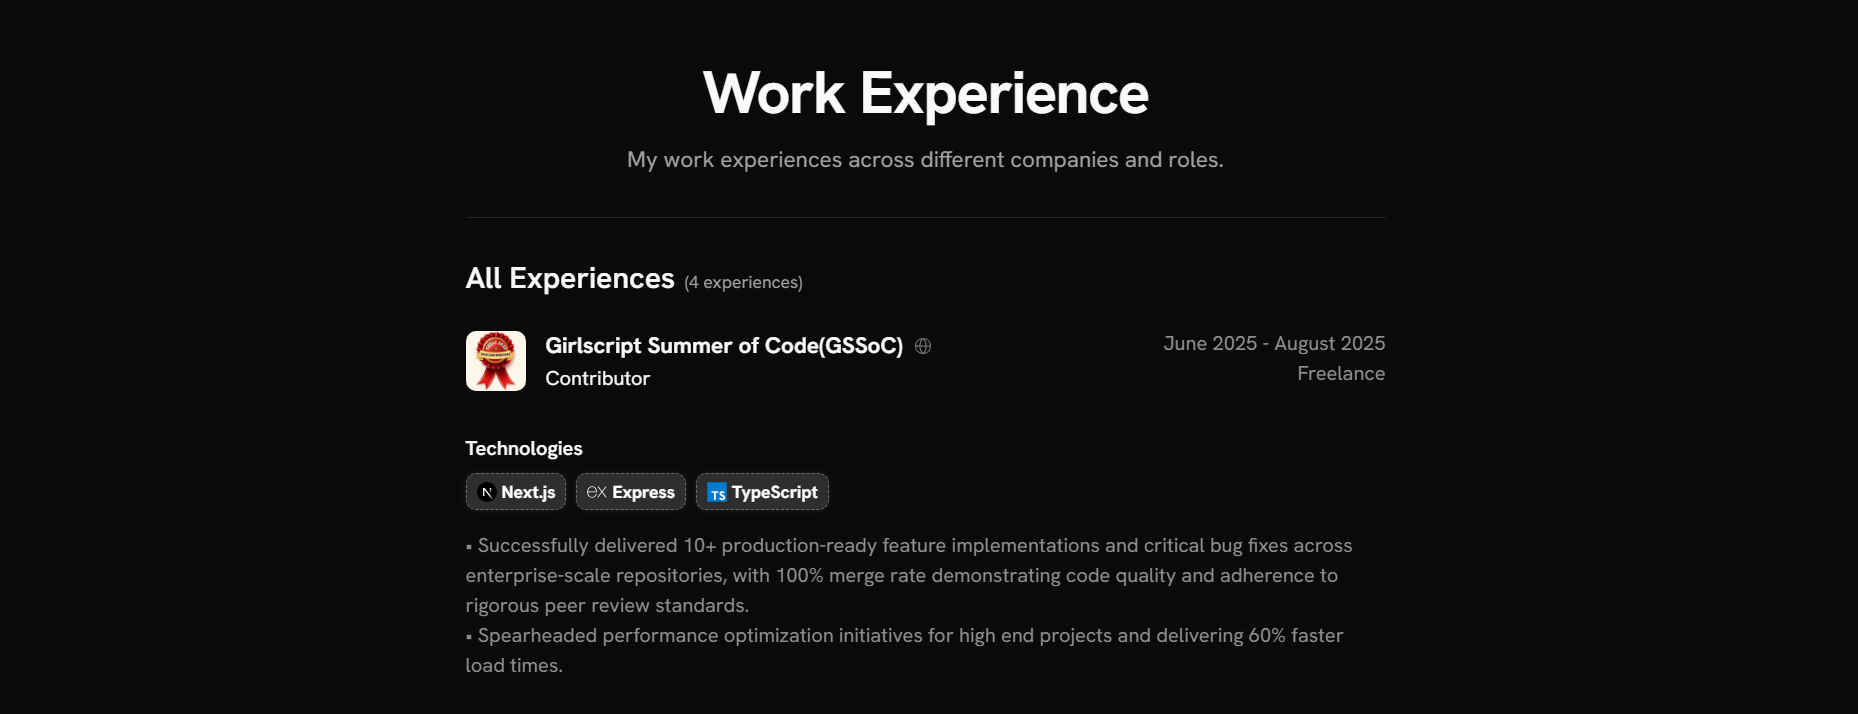 Work Experience
My work experiences across different companies and roles.
All Experiences (4 experiences)
Girlscript Summer of Code(GSSoC)
June 2025 - August 2025
Contributor
Freelance
Technologies
Next.js Express TypeScript
▪ Successfully delivered 10+ production-ready feature implementations and critical bug fixes across
enterprise-scale repositories, with 100% merge rate demonstrating code quality and adherence to
rigorous peer review standards.
▪ Spearheaded performance optimization initiatives for high end projects and delivering 60% faster
load times.